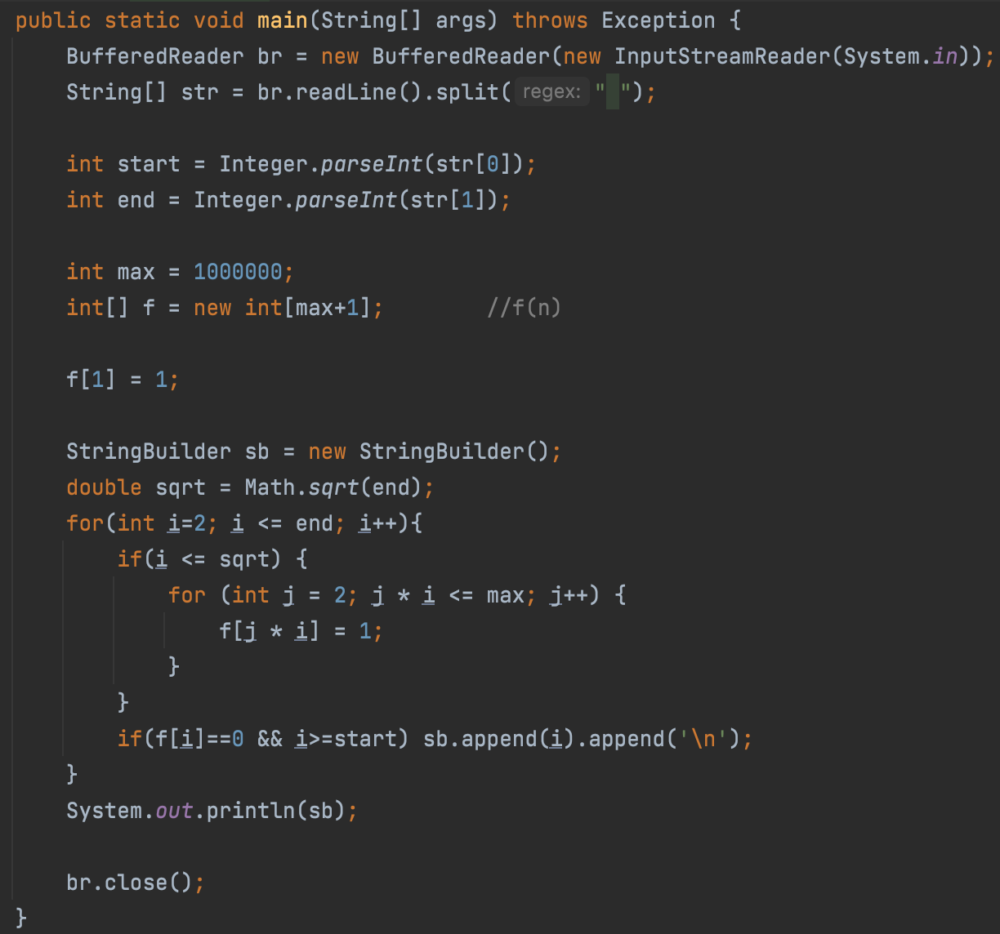 public static void main(String[] args) throws Exception {
    BufferedReader br = new BufferedReader(new InputStreamReader(System.in));
    String[] str = br.readLine().split( regex: " ");

    int start = Integer.parseInt(str[0]);
    int end = Integer.parseInt(str[1]);

    int max = 1000000;
    int[] f = new int[max+1];        //f(n)

    f[1] = 1;

    StringBuilder sb = new StringBuilder();
    double sqrt = Math.sqrt(end);
    for(int i=2; i <= end; i++){
        if(i <= sqrt) {
            for (int j = 2; j * i <= max; j++) {
                f[j * i] = 1;
            }
        }
        if(f[i]==0 && i>=start) sb.append(i).append('\n');
    }
    System.out.println(sb);

    br.close();
}